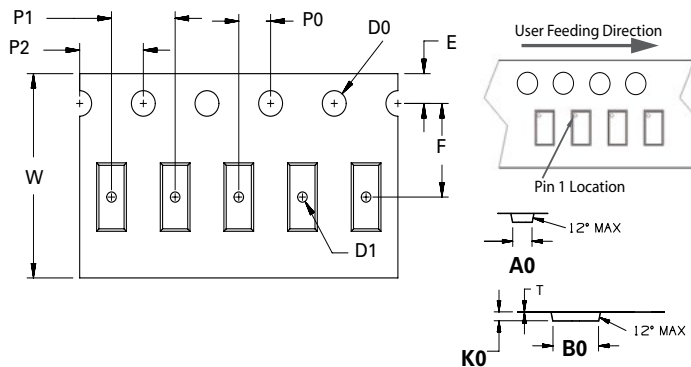 P1
P0
D0
P2
E
F
W
D1
User Feeding Direction
Pin 1 Location
12° MAX
A0
T
12° MAX
K0
B0